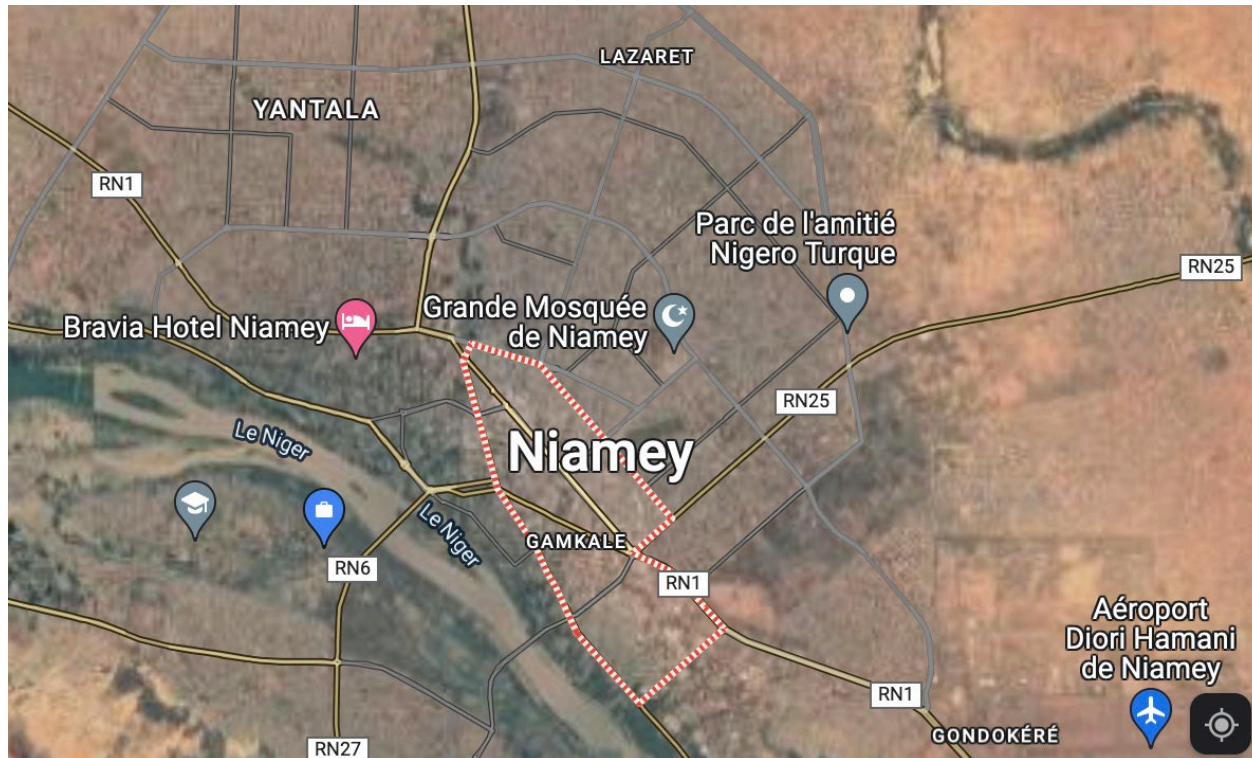 LAZARET
YANTALA
RN1
Parc de l'amitié
Nigero Turque
RN25
Grande Mosquée
de Niamey
Bravia Hotel Niamey
RN25
Le Niger
Niamey
Le Niger
GAMKALE
RN6
RN1
Aéroport
Diori Hamani
de Niamey
RN1
GONDOKÉRÉ
RN27